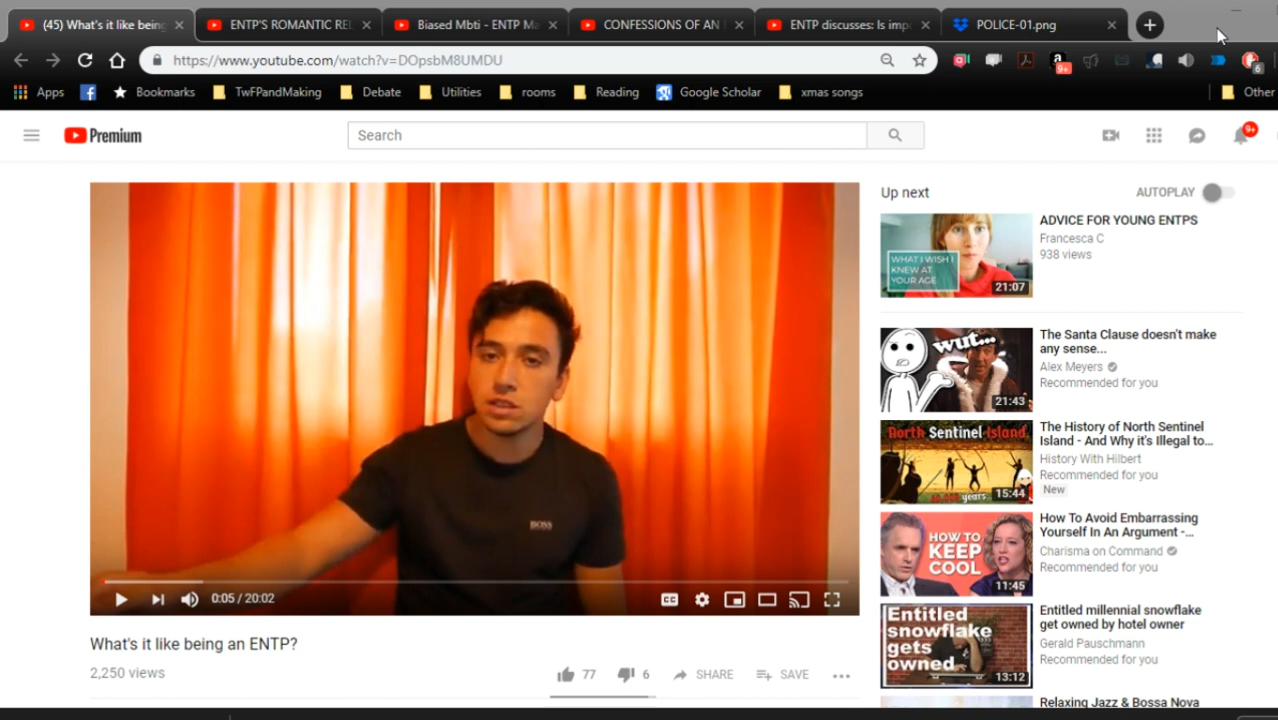 (45) What's it like being
ENTP'S ROMANTIC REL
Biased Mbti - ENTP Ma
CONFESSIONS OF AN
ENTP discusses: Is impo
POLICE-01.png
https://www.youtube.com/watch?v=DOpsbM8UMDU
9+
6
Apps
Bookmarks
TwFPandMaking
Debate
Utilities
rooms
Reading
Google Scholar
xmas songs
Other
Premium
Search
9+
BOSS
0:05 / 20:02
CC
What's it like being an ENTP?
2,250 views
77
6
SHARE
SAVE
Up next
AUTOPLAY
WHAT I WISH I
KNEW AT
YOUR AGE
21:07
ADVICE FOR YOUNG ENTPS
Francesca C
938 views
wut...
21:43
The Santa Clause doesn't make
any sense...
Alex Meyers
Recommended for you
North Sentinel Island
years
15:44
The History of North Sentinel
Island - And Why it's Illegal to...
History With Hilbert
Recommended for you
New
HOW TO
KEEP
COOL
11:45
How To Avoid Embarrassing
Yourself In An Argument -...
Charisma on Command
Recommended for you
Entitled
snowflake
gets
owned
13:12
Entitled millennial snowflake
get owned by hotel owner
Gerald Pauschmann
Recommended for you
Relaxing Jazz & Bossa Nova